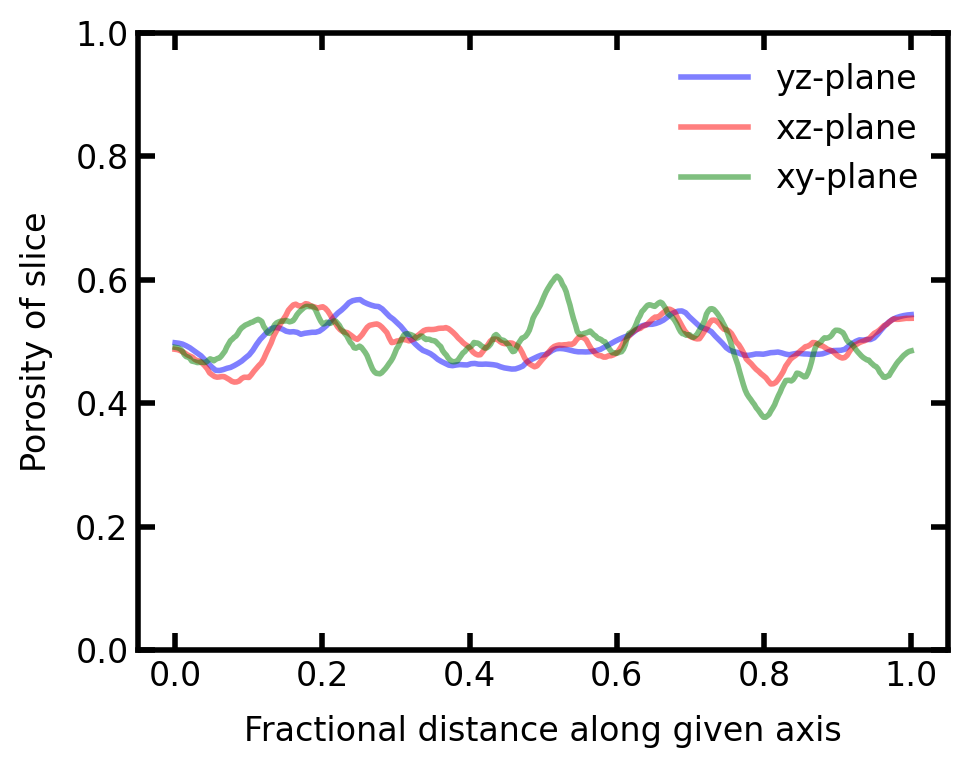 1.0
0.8
0.6
0.4
0.2
0.0
Porosity of slice
yz-plane
xz-plane
xy-plane
0.0 0.2 0.4 0.6 0.8 1.0
Fractional distance along given axis